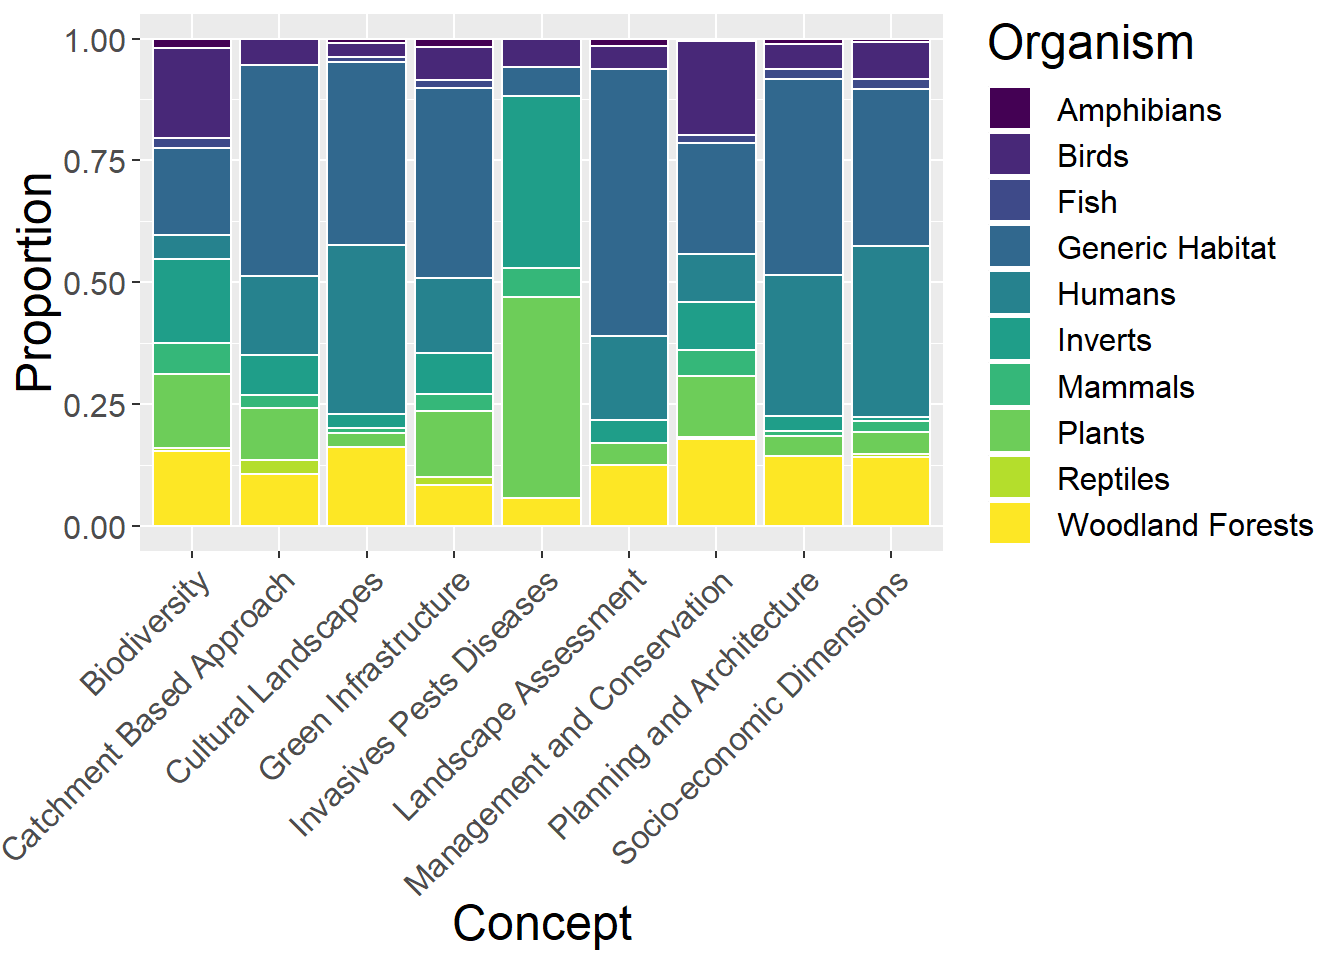 1.00
0.75
0.50
0.25
0.00
Proportion
Biodiversity
Catchment Based Approach
Cultural Landscapes
Green Infrastructure
Invasives Pests Diseases
Landscape Assessment
Management and Conservation
Planning and Architecture
Socio-economic Dimensions
Concept
Organism
Amphibians
Birds
Fish
Generic Habitat
Humans
Inverts
Mammals
Plants
Reptiles
Woodland Forests